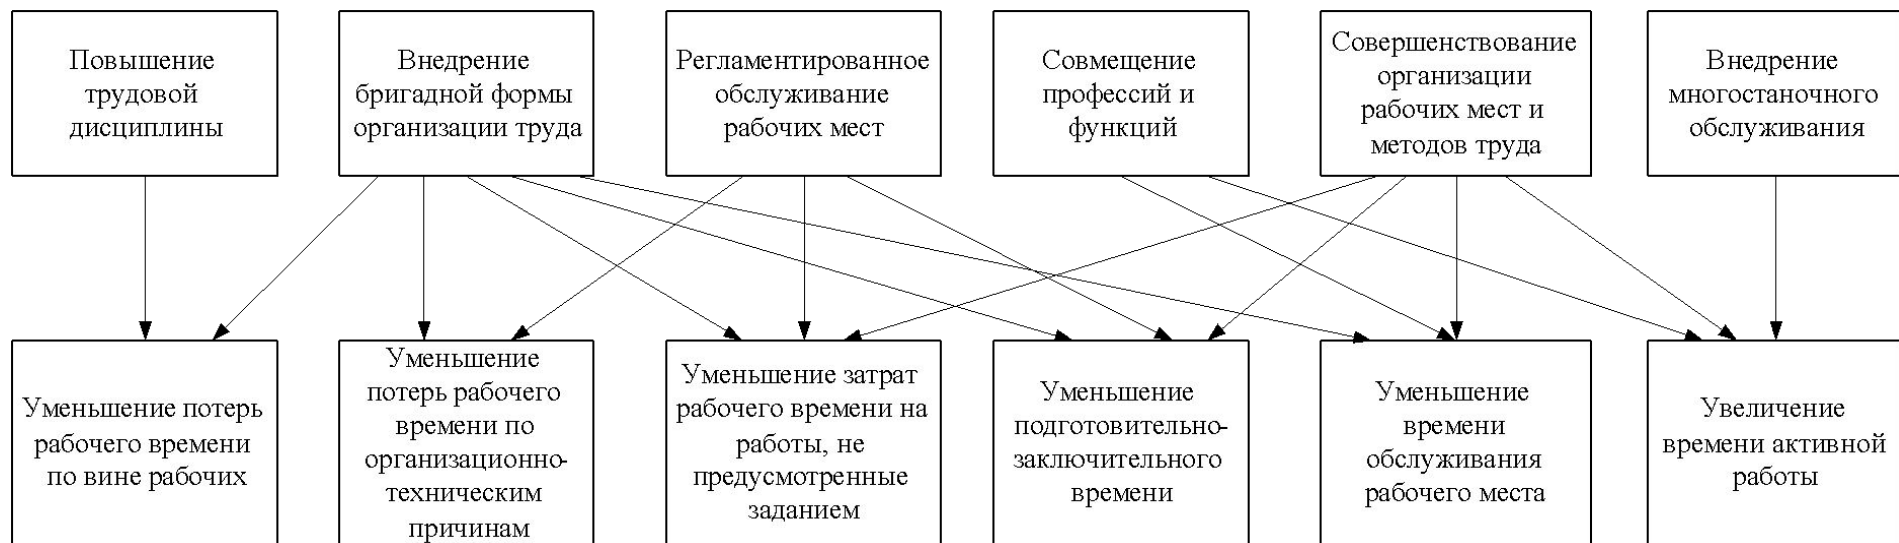 Повышение
трудовой
дисциплины
Внедрение
бригадной формы
организации труда
Регламентированное
обслуживание
рабочих мест
Совмещение
профессий и
функций
Совершенствование
организации
рабочих мест и
методов труда
Внедрение
многостаночного
обслуживания
Уменьшение потерь
рабочего времени
по вине рабочих
Уменьшение
потерь рабочего
времени по
организационно-
техническим
причинам
Уменьшение затрат
рабочего времени на
работы, не
предусмотренные
заданием
Уменьшение
подготовительно-
заключительного
времени
Уменьшение
времени
обслуживания
рабочего места
Увеличение
времени активной
работы